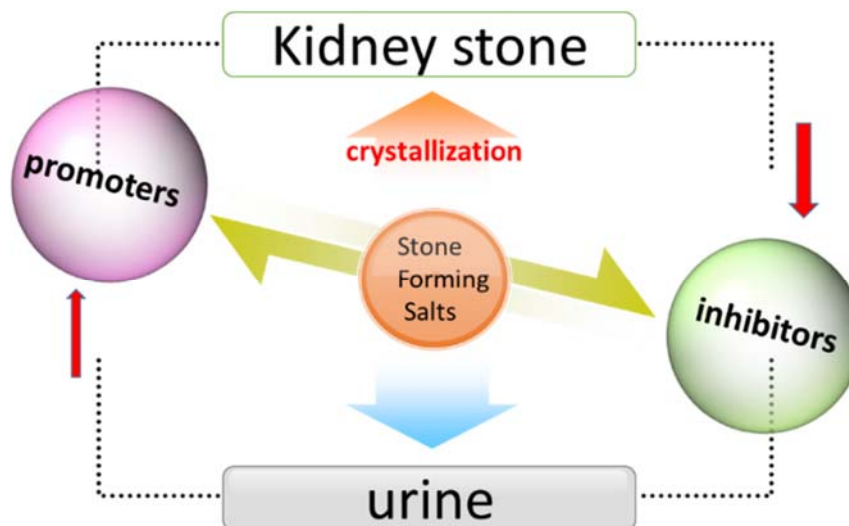 Kidney stone
promoters
crystallization
Stone
Forming
Salts
inhibitors
urine